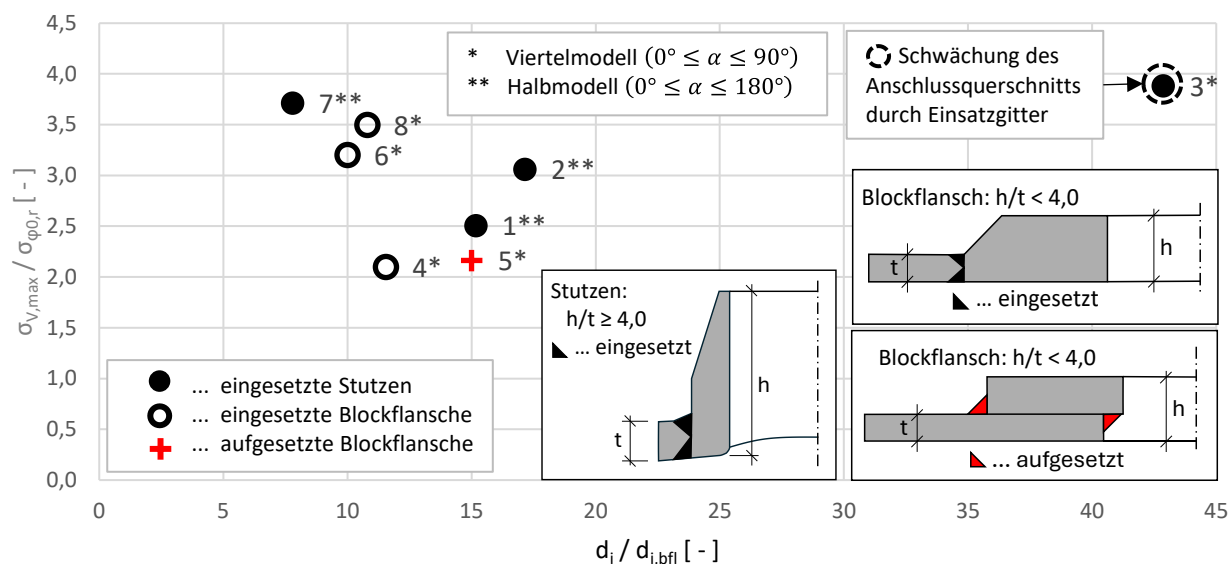 σV,max / σφ0,r [ - ]
4,5
4,0
3,5
3,0
2,5
2,0
1,5
1,0
0,5
0,0
* Viertelmodell (0° ≤ α ≤ 90°)
** Halbmodell (0° ≤ α ≤ 180°)
Schwächung des
Anschlussquerschnitts
durch Einsatzgitter
3*
7**
8*
6*
2**
1**
5*
4*
Blockflansch: h/t < 4,0
t
h
... eingesetzt
Stutzen:
h/t ≥ 4,0
... eingesetzt
h
t
Blockflansch: h/t < 4,0
t
h
... aufgesetzt
... eingesetzte Stutzen
... eingesetzte Blockflansche
... aufgesetzte Blockflansche
0 5 10 15 20 25 30 35 40 45
di / di,bfl [ - ]